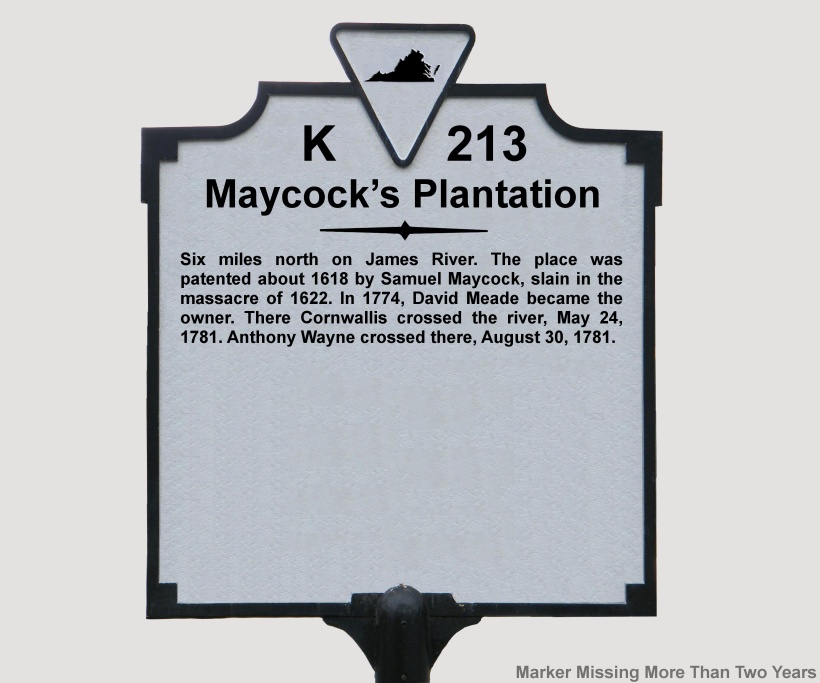 K 213
Maycock's Plantation
Six miles north on James River. The place was
patented about 1618 by Samuel Maycock, slain in the
massacre of 1622. In 1774, David Meade became the
owner. There Cornwallis crossed the river, May 24,
1781. Anthony Wayne crossed there, August 30, 1781.
Marker Missing More Than Two Years